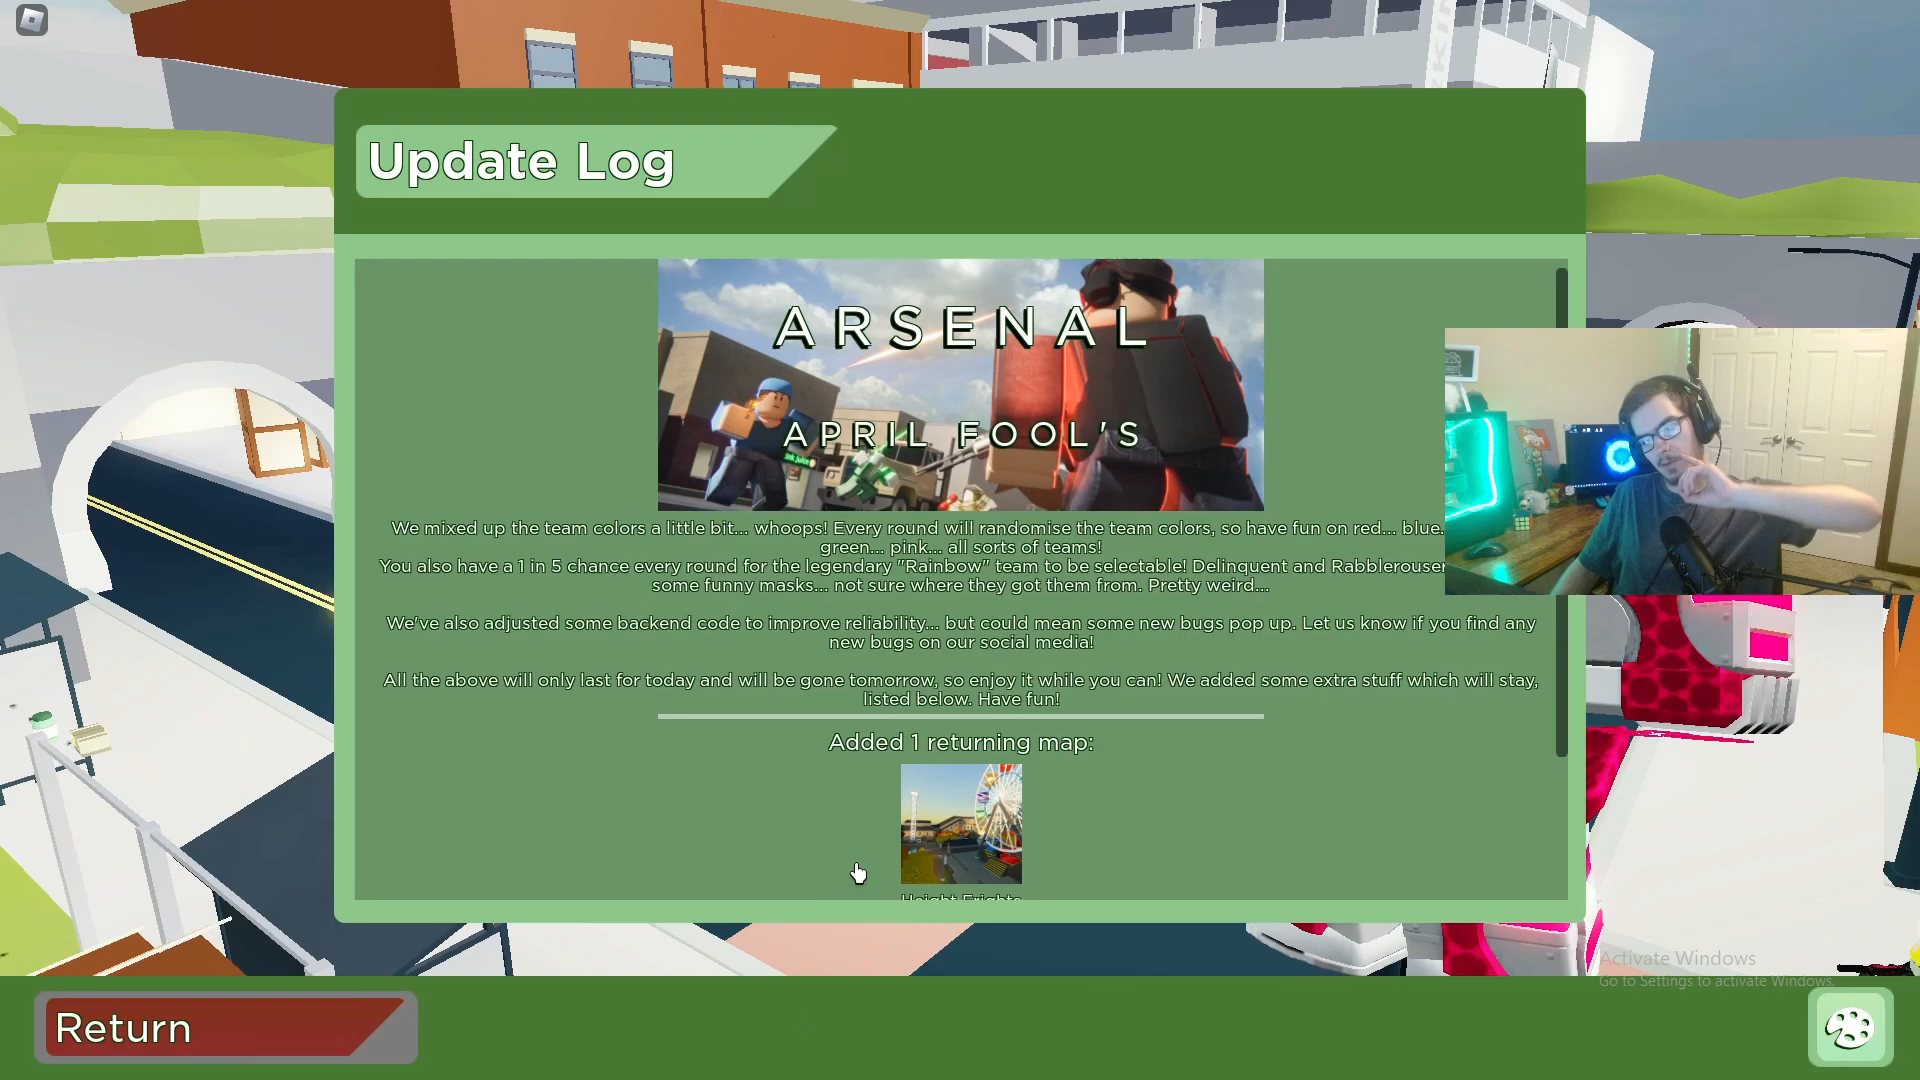 Update Log
ARSENAL
APRIL FOOL'S
We mixed up the team colors a little bit... whoops! Every round will randomise the team colors, so have fun on red... blue.
green... pink... all sorts of teams!
You also have a 1 in 5 chance every round for the legendary "Rainbow" team to be selectable! Delinquent and Rabblerouser
some funny masks... not sure where they got them from. Pretty weird...
We've also adjusted some backend code to improve reliability... but could mean some new bugs pop up. Let us know if you find any
new bugs on our social media!
All the above will only last for today and will be gone tomorrow, so enjoy it while you can! We added some extra stuff which will stay,
listed below. Have fun!
Added 1 returning map:
Height Frights
Activate Windows
Go to Settings to activate Windows.
Return